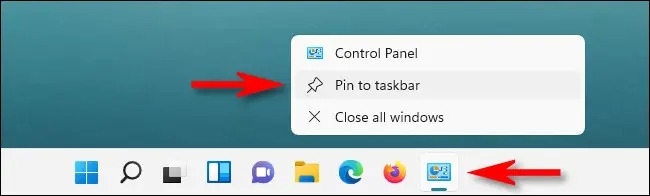 Control Panel
Pin to taskbar
Close all windows